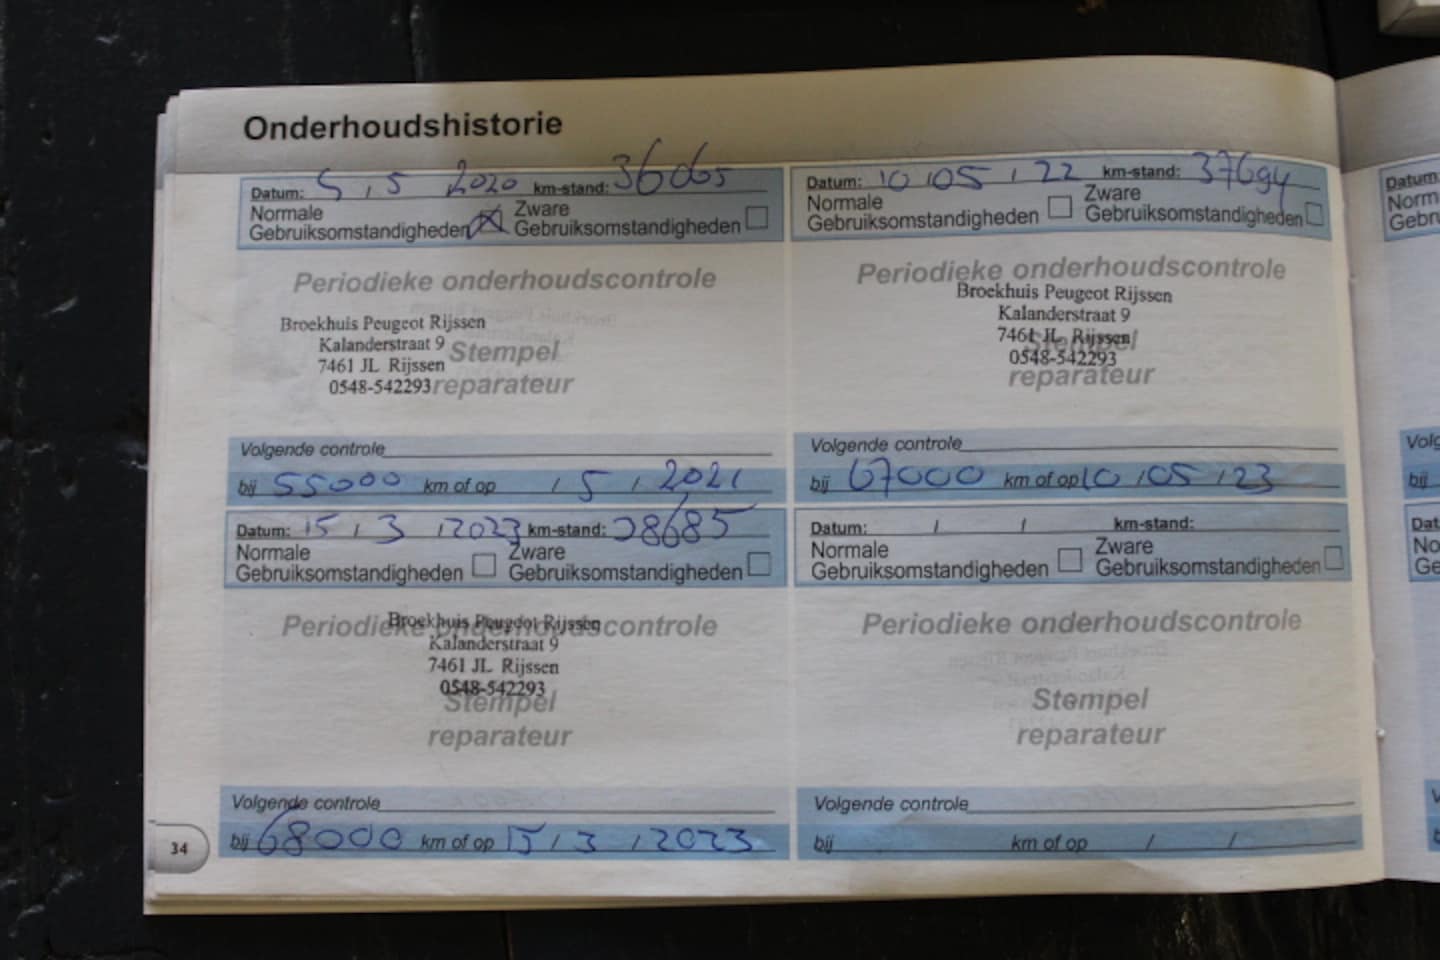 Onderhoudshistorie
Datum: 5 / 5 2020 km-stand: 36065
Normale Gebruiksomstandigheden Zware Gebruiksomstandigheden
Periodieke onderhoudscontrole
Broekhuis Peugeot Rijssen
Kalanderstraat 9
Stempel
7461 JL Rijssen
0548-542293
reparateur
Volgende controle
bij 55000 km of op / 5 / 2021
Datum: 10 / 05 / 22 km-stand: 37694
Normale Gebruiksomstandigheden Zware Gebruiksomstandigheden
Periodieke onderhoudscontrole
Broekhuis Peugeot Rijssen
Kalanderstraat 9
7461 JL Rijssen
Stempel
0548-542293
reparateur
Volgende controle
bij 67000 km of op 10 / 05 / 23
Datum: 15 / 3 / 2023 km-stand: 38685
Normale Gebruiksomstandigheden Zware Gebruiksomstandigheden
Periodieke onderhoudscontrole
Broekhuis Peugeot Rijssen
Kalanderstraat 9
7461 JL Rijssen
0548-542293
Stempel
reparateur
Volgende controle
bij 68000 km of op 15 / 3 / 2023
Datum: / / km-stand:
Normale Gebruiksomstandigheden Zware Gebruiksomstandigheden
Periodieke onderhoudscontrole
Stempel
reparateur
Volgende controle
bij km of op / /
34
Datum
bij